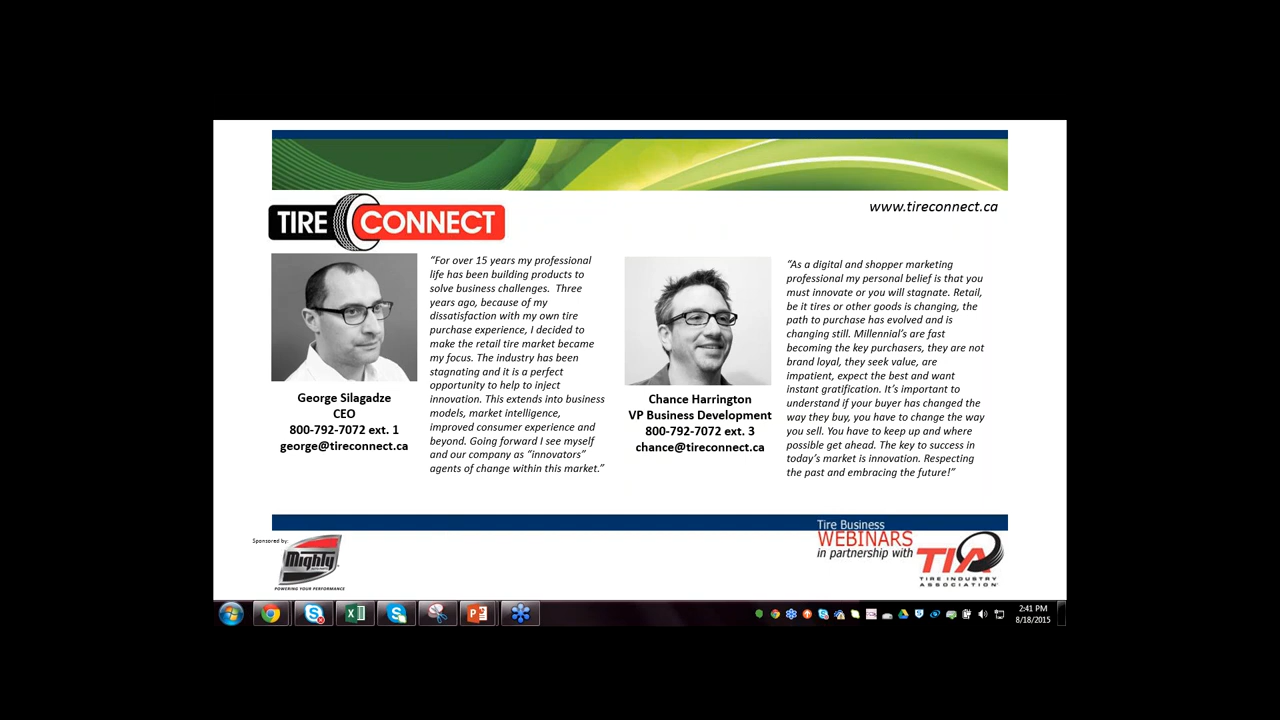 TIRE CONNECT
www.tireconnect.ca
“For over 15 years my professional
life has been building products to
solve business challenges.  Three
years ago, because of my
dissatisfaction with my own tire
purchase experience, I decided to
make the retail tire market became
my focus. The industry has been
stagnating and it is a perfect
opportunity to help to inject
innovation. This extends into business
models, market intelligence,
improved consumer experience and
beyond. Going forward I see myself
and our company as “innovators”
agents of change within this market.”
George Silagadze
CEO
800-792-7072 ext. 1
george@tireconnect.ca
“As a digital and shopper marketing
professional my personal belief is that you
must innovate or you will stagnate. Retail,
be it tires or other goods is changing, the
path to purchase has evolved and is
changing still. Millennial’s are fast
becoming the key purchasers, they are not
brand loyal, they seek value, are
impatient, expect the best and want
instant gratification. It’s important to
understand if your buyer has changed the
way they buy, you have to change the way
you sell. You have to keep up and where
possible get ahead. The key to success in
today’s market is innovation. Respecting
the past and embracing the future!”
Chance Harrington
VP Business Development
800-792-7072 ext. 3
chance@tireconnect.ca
Sponsored by:
Mighty
POWERING YOUR PERFORMANCE
Tire Business
WEBINARS
in partnership with
TIA
TIRE INDUSTRY
ASSOCIATION
2:41 PM
8/18/2015